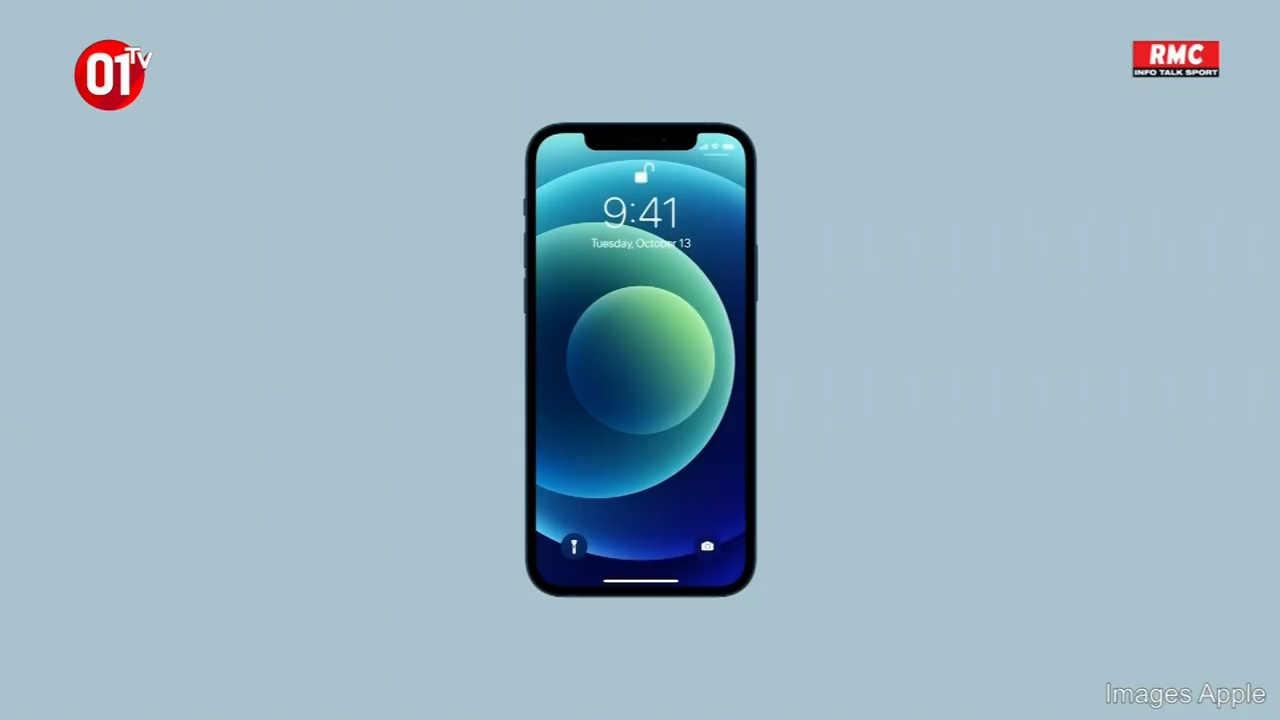 01TV
RMC
INFO TALK SPORT
9:41
Tuesday, October 13
Images Apple